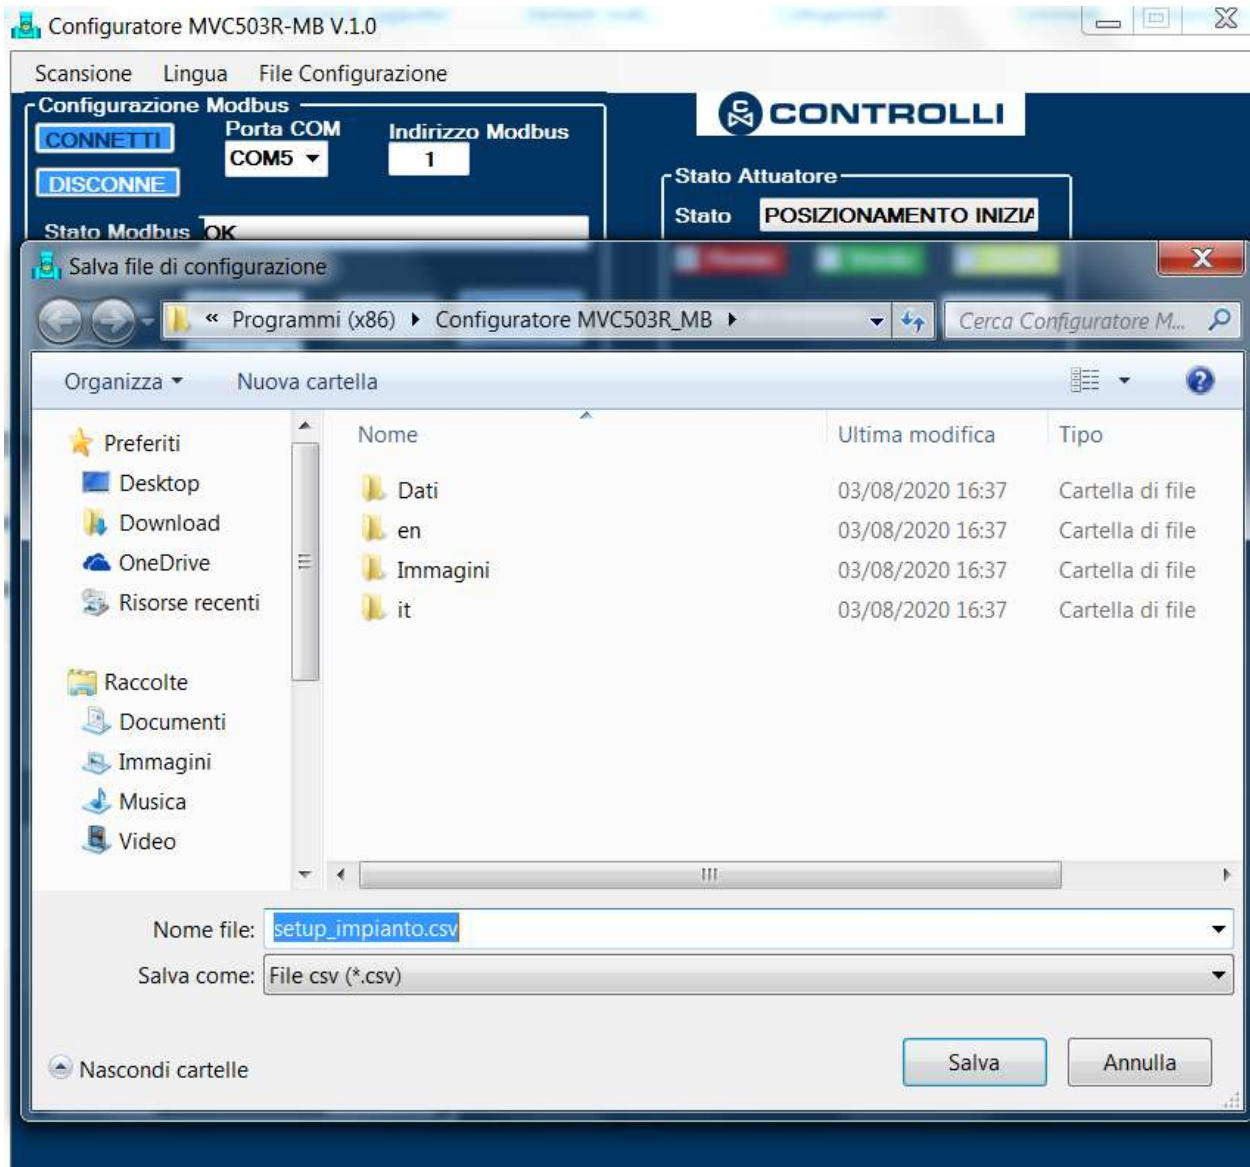 Configuratore MVC503R-MB V.1.0
Scansione Lingua File Configurazione
Configurazione Modbus
CONTROLLI
CONNETTI Porta COM Indirizzo Modbus
COM5 1
DISCONNE
Stato Attuatore
Stato POSIZIONAMENTO INIZIA
Stato Modbus OK
Salva file di configurazione
« Programmi (x86) Configuratore MVC503R_MB Cerca Configuratore M...
Organizza Nuova cartella
Preferiti
Desktop
Download
OneDrive
Risorse recenti
Raccolte
Documenti
Immagini
Musica
Video
Nome Ultima modifica Tipo
Dati 03/08/2020 16:37 Cartella di file
en 03/08/2020 16:37 Cartella di file
Immagini 03/08/2020 16:37 Cartella di file
it 03/08/2020 16:37 Cartella di file
Nome file: setup_impianto.csv
Salva come: File csv (*.csv)
Nascondi cartelle Salva Annulla